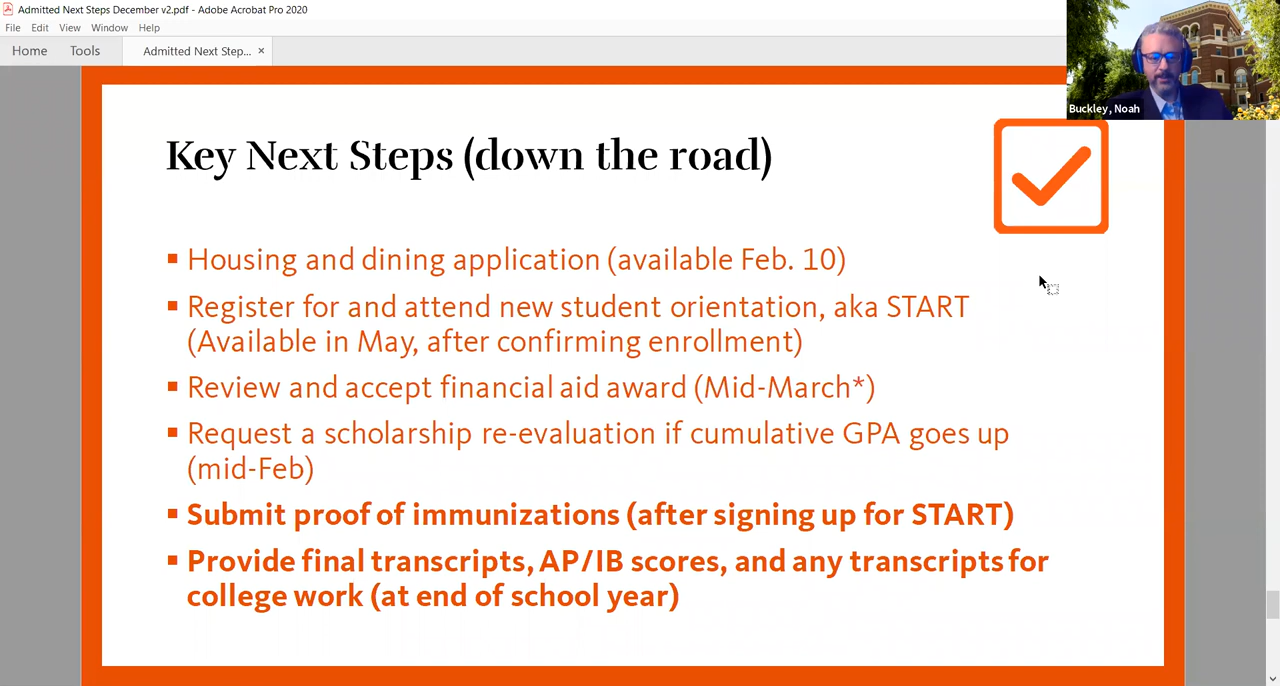 Admitted Next Steps December v2.pdf - Adobe Acrobat Pro 2020
File Edit View Window Help
Home Tools Admitted Next Step... ×
Buckley, Noah
Key Next Steps (down the road)
▪ Housing and dining application (available Feb. 10)
▪ Register for and attend new student orientation, aka START
(Available in May, after confirming enrollment)
▪ Review and accept financial aid award (Mid-March*)
▪ Request a scholarship re-evaluation if cumulative GPA goes up
(mid-Feb)
▪ Submit proof of immunizations (after signing up for START)
▪ Provide final transcripts, AP/IB scores, and any transcripts for
college work (at end of school year)